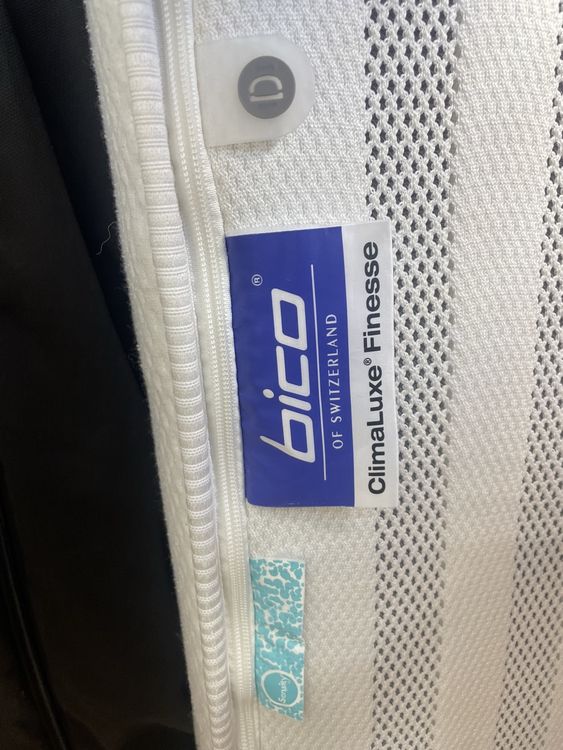 bico®
OF SWITZERLAND
ClimaLuxe® Finesse